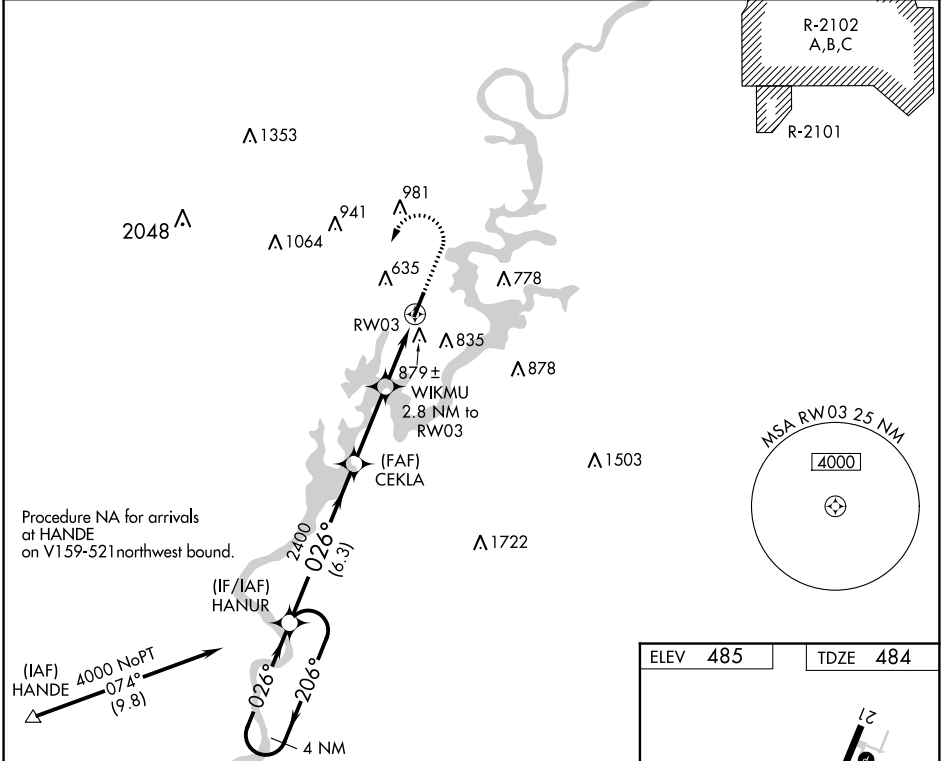 R-2102
A,B,C
R-2101
1353
981
941
2048
1064
635
778
RW03
835
879±
878
WIKMU
2.8 NM to
RW03
MSA RW03 25 NM
4000
1503
(FAF)
CEKLA
Procedure NA for arrivals
at HANDE
on V159-521 northwest bound.
2400
026°
(6.3)
1722
(IF/IAF)
HANUR
(IAF)
HANDE
4000 NoPT
074°
(9.8)
026°
206°
4 NM
ELEV 485
TDZE 484
21
P